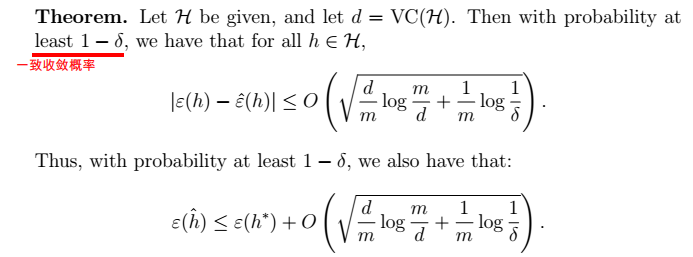 Theorem. Let ℋ be given, and let d = VC(ℋ). Then with probability at
least 1 − δ, we have that for all h ∈ ℋ,
一致收敛概率
|ε(h) − ε̂(h)| ≤ O(√(d/m log m/d + 1/m log 1/δ)).
Thus, with probability at least 1 − δ, we also have that:
ε(ĥ) ≤ ε(h*) + O(√(d/m log m/d + 1/m log 1/δ)).